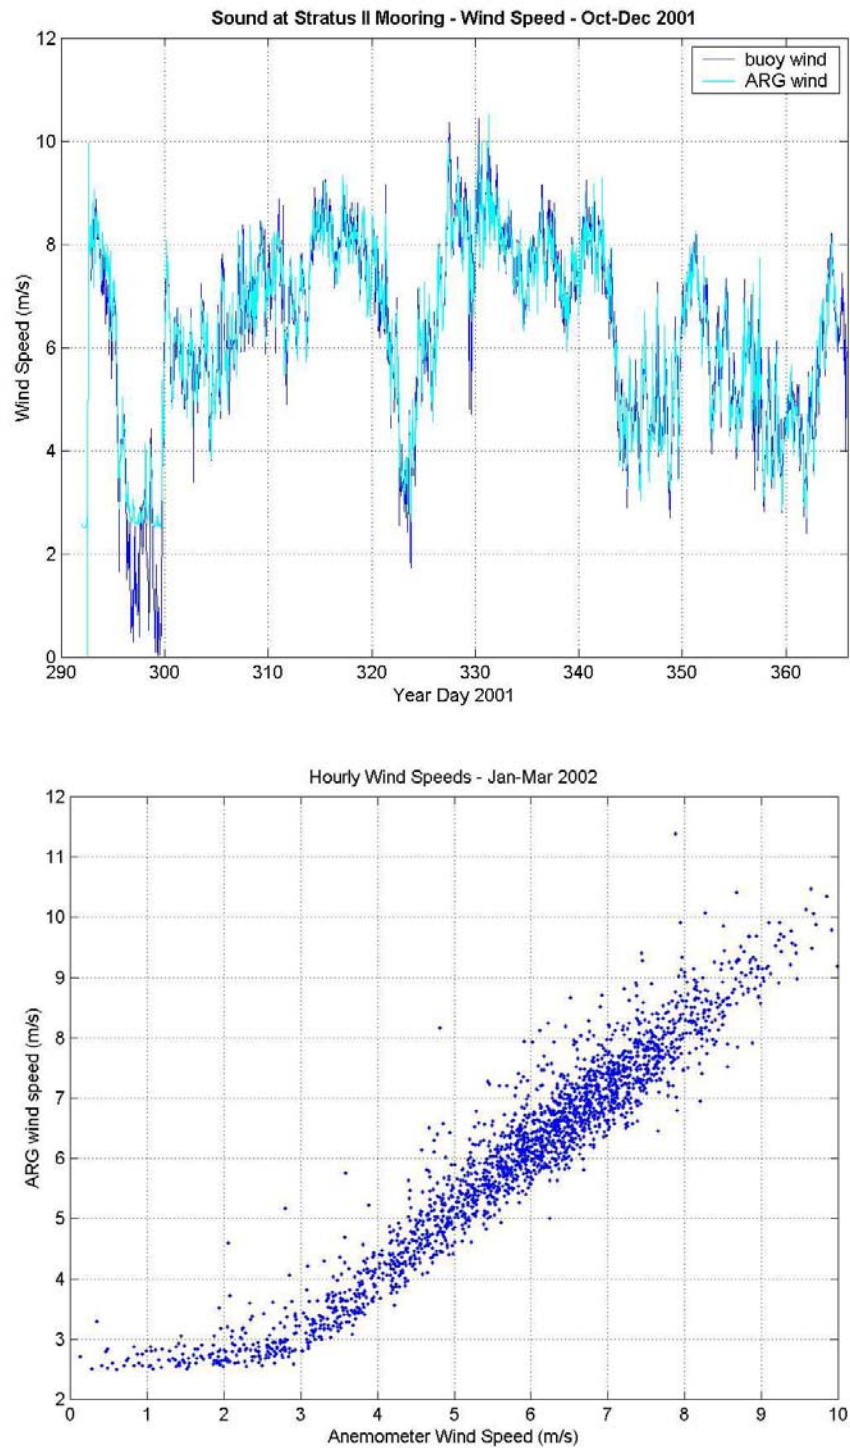 Sound at Stratus II Mooring - Wind Speed - Oct-Dec 2001
buoy wind
ARG wind
12
10
8
6
4
2
0
Wind Speed (m/s)
290 300 310 320 330 340 350 360
Year Day 2001
Hourly Wind Speeds - Jan-Mar 2002
12
11
10
9
8
7
6
5
4
3
2
ARG wind speed (m/s)
0 1 2 3 4 5 6 7 8 9 10
Anemometer Wind Speed (m/s)